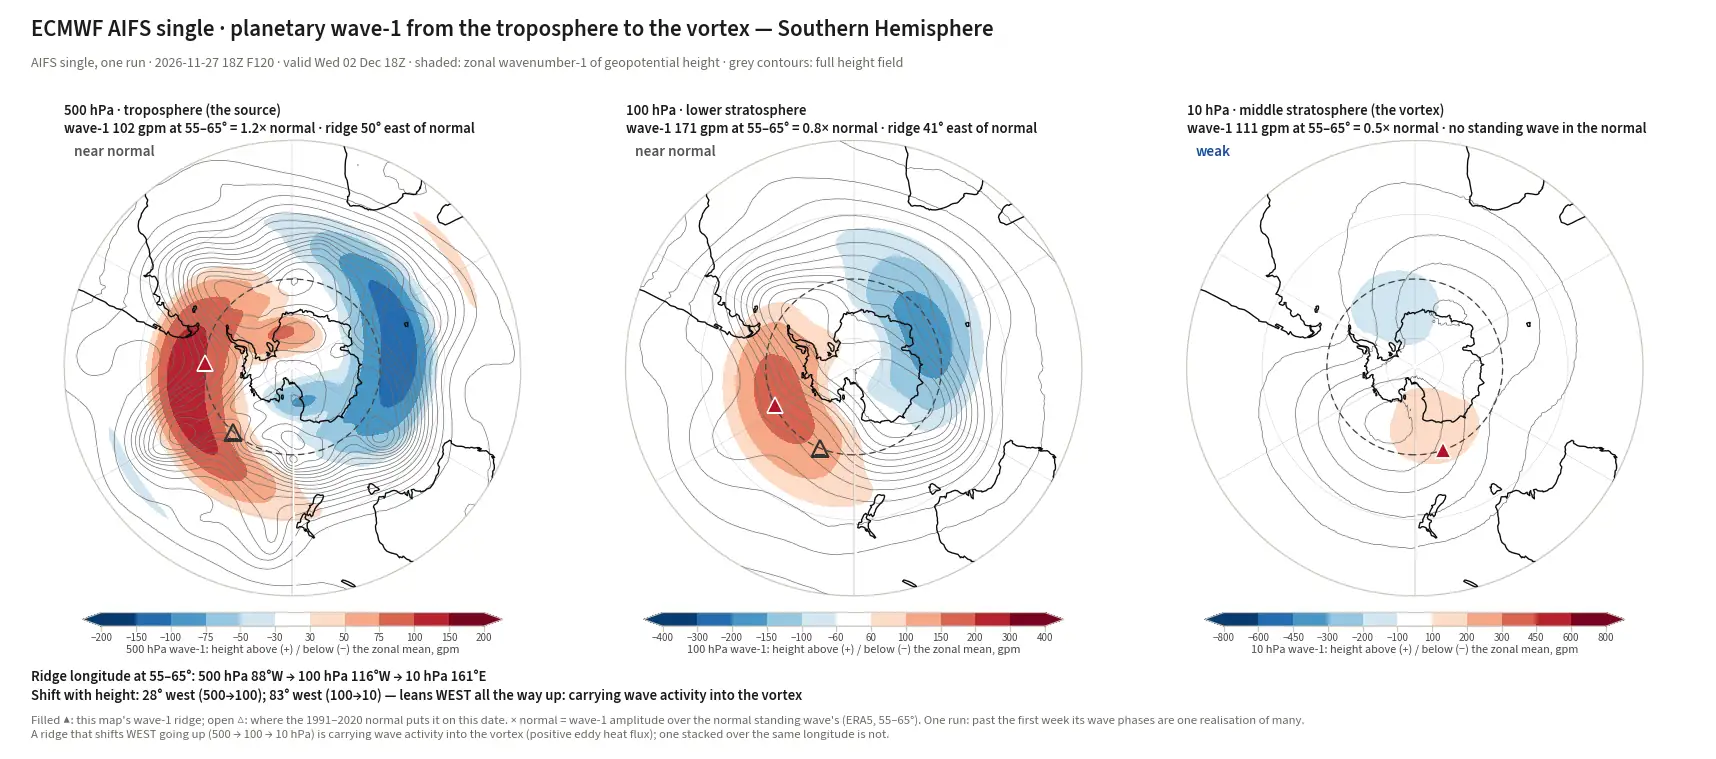 ECMWF AIFS single · planetary wave-1 from the troposphere to the vortex — Southern Hemisphere
AIFS single, one run · 2026-11-27 18Z F120 · valid Wed 02 Dec 18Z · shaded: zonal wavenumber-1 of geopotential height · grey contours: full height field
500 hPa · troposphere (the source)
wave-1 102 gpm at 55–65° = 1.2× normal · ridge 50° east of normal
near normal
100 hPa · lower stratosphere
wave-1 171 gpm at 55–65° = 0.8× normal · ridge 41° east of normal
near normal
10 hPa · middle stratosphere (the vortex)
wave-1 111 gpm at 55–65° = 0.5× normal · no standing wave in the normal
weak
−200 −150 −100 −75 −50 −30 30 50 75 100 150 200
500 hPa wave-1: height above (+) / below (−) the zonal mean, gpm
−400 −300 −200 −150 −100 −60 60 100 150 200 300 400
100 hPa wave-1: height above (+) / below (−) the zonal mean, gpm
−800 −600 −450 −300 −200 −100 100 200 300 450 600 800
10 hPa wave-1: height above (+) / below (−) the zonal mean, gpm
Ridge longitude at 55–65°: 500 hPa 88°W → 100 hPa 116°W → 10 hPa 161°E
Shift with height: 28° west (500→100); 83° west (100→10) — leans WEST all the way up: carrying wave activity into the vortex
Filled ▲: this map's wave-1 ridge; open △: where the 1991–2020 normal puts it on this date. × normal = wave-1 amplitude over the normal standing wave's (ERA5, 55–65°). One run: past the first week its wave phases are one realisation of many.
A ridge that shifts WEST going up (500 → 100 → 10 hPa) is carrying wave activity into the vortex (positive eddy heat flux); one stacked over the same longitude is not.